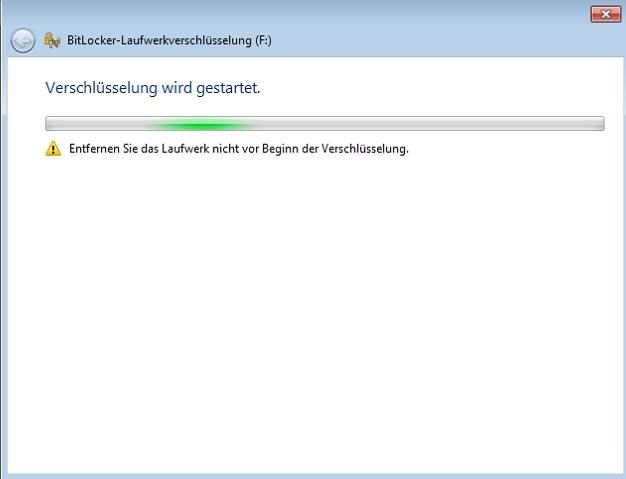 BitLocker-Laufwerkverschlüsselung (F:)
Verschlüsselung wird gestartet.
Entfernen Sie das Laufwerk nicht vor Beginn der Verschlüsselung.